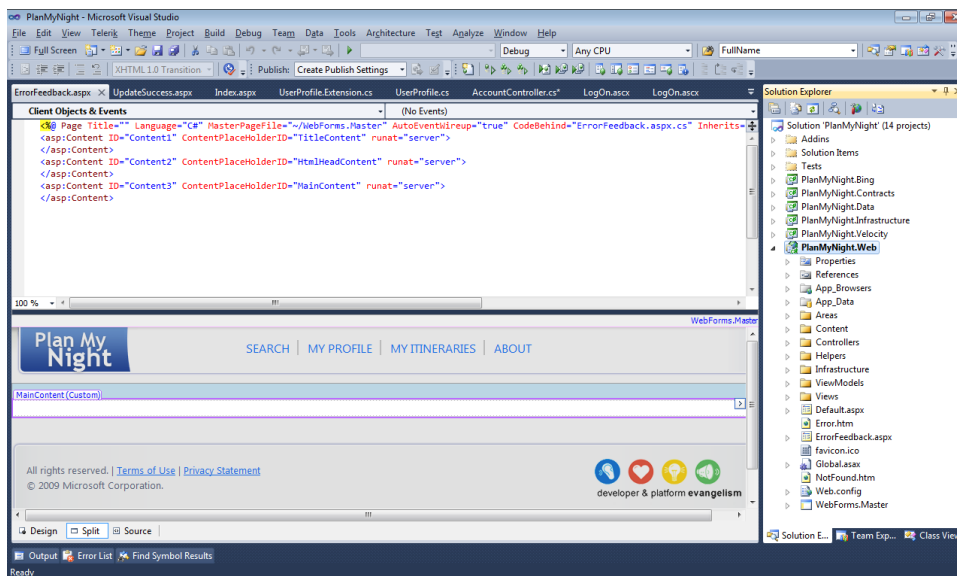 PlanMyNight - Microsoft Visual Studio
File Edit View Telerik Theme Project Build Debug Team Data Tools Architecture Test Analyze Window Help
Full Screen Debug Any CPU FullName
XHTML 1.0 Transition Publish: Create Publish Settings
ErrorFeedback.aspx UpdateSuccess.aspx Index.aspx UserProfile.Extension.cs UserProfile.cs AccountController.cs* LogOn.ascx LogOn.ascx
Client Objects & Events (No Events)
<%@ Page Title="" Language="C#" MasterPageFile="~/WebForms.Master" AutoEventWireup="true" CodeBehind="ErrorFeedback.aspx.cs" Inherits=
<asp:Content ID="Content1" ContentPlaceHolderID="TitleContent" runat="server">
</asp:Content>
<asp:Content ID="Content2" ContentPlaceHolderID="HtmlHeadContent" runat="server">
</asp:Content>
<asp:Content ID="Content3" ContentPlaceHolderID="MainContent" runat="server">
</asp:Content>
100 %
WebForms.Master
Plan My
Night
SEARCH | MY PROFILE | MY ITINERARIES | ABOUT
MainContent (Custom)
All rights reserved. | Terms of Use | Privacy Statement
© 2009 Microsoft Corporation.
developer & platform evangelism
Design Split Source
Output Error List Find Symbol Results
Ready
Solution Explorer
Solution 'PlanMyNight' (14 projects)
Addins
Solution Items
Tests
PlanMyNight.Bing
PlanMyNight.Contracts
PlanMyNight.Data
PlanMyNight.Infrastructure
PlanMyNight.Velocity
PlanMyNight.Web
Properties
References
App_Browsers
App_Data
Areas
Content
Controllers
Helpers
Infrastructure
ViewModels
Views
Default.aspx
Error.htm
ErrorFeedback.aspx
favicon.ico
Global.asax
NotFound.htm
Web.config
WebForms.Master
Solution E... Team Exp... Class View